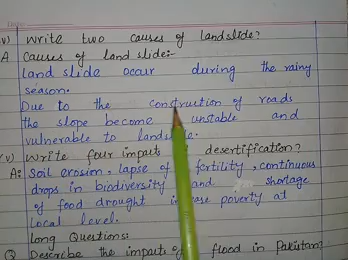 v) Write two causes of landslide?
A Causes of land slide:-
Land slide occur during the rainy
season.
Due to the construction of roads
the slope become unstable and
vulnerable to landslide.
(v) Write four impacts of desertification?
A: Soil erosion, lapse of fertility, continuous
drops in biodiversity and shortage
of food drought increase poverty at
local level.
Long Questions:
Q Describe the impacts of flood in Pakistan?